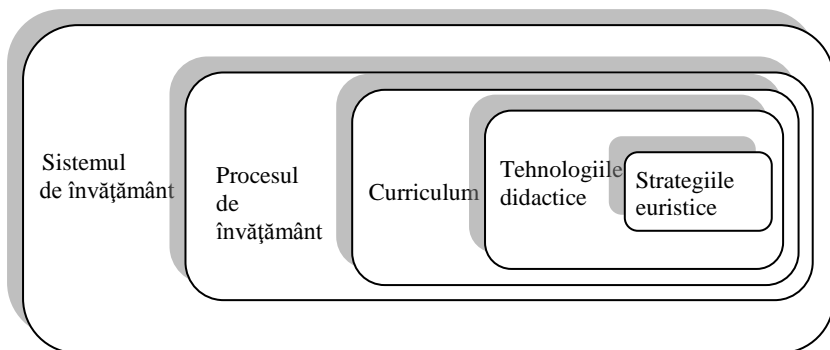 Sistemul
de învăţământ
Procesul
de
învăţământ
Curriculum
Tehnologiile
didactice
Strategiile
euristice